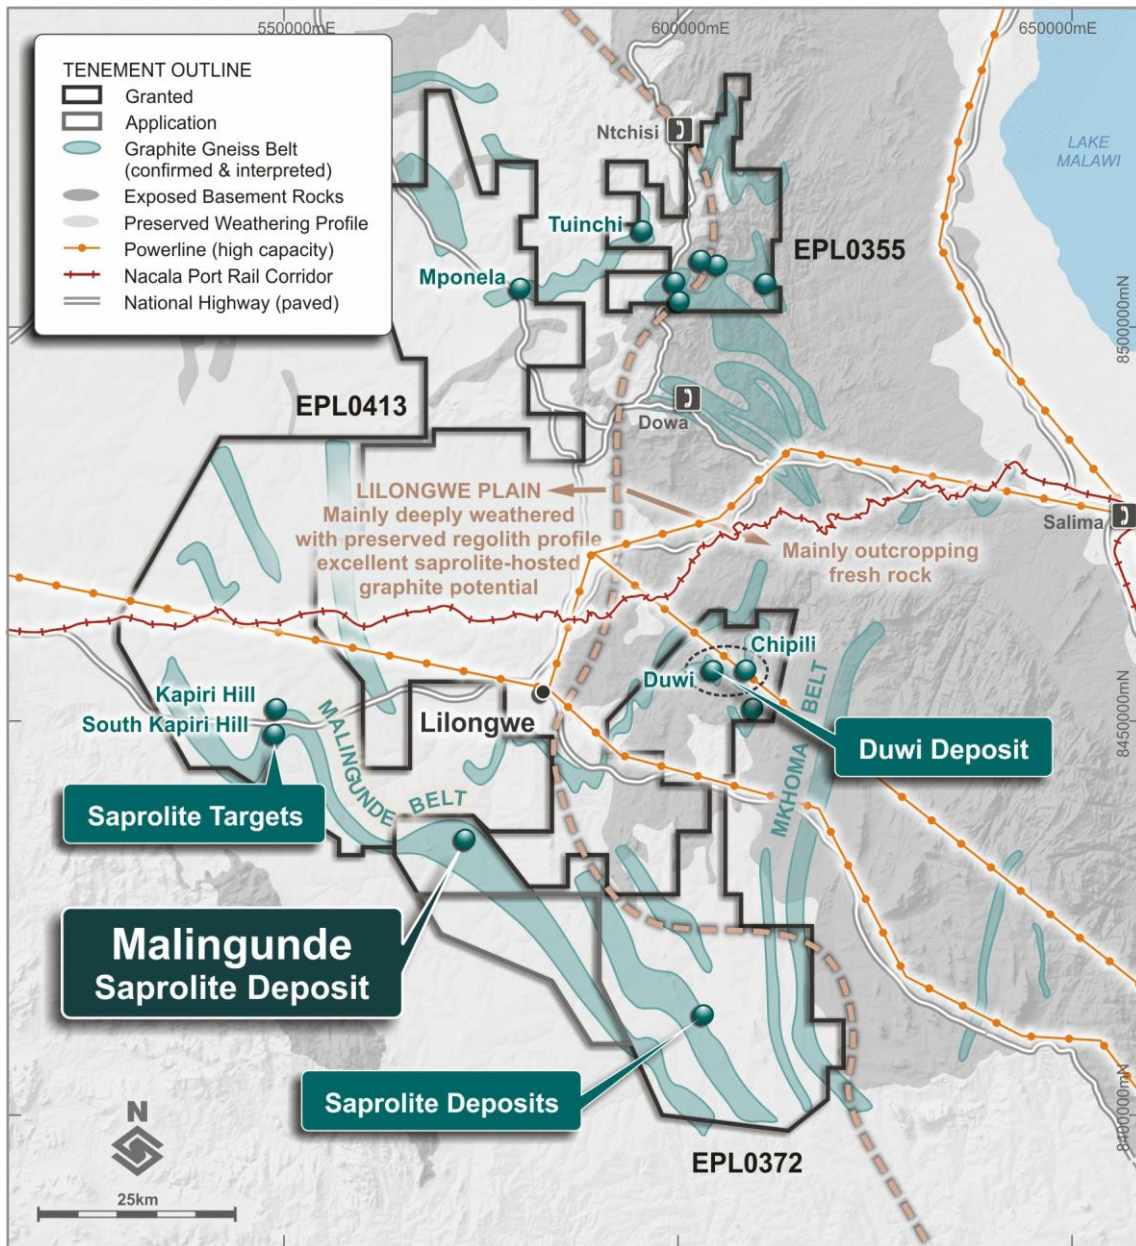 550000mE
600000mE
650000mE
TENEMENT OUTLINE
Granted
Application
Graphite Gneiss Belt
(confirmed & interpreted)
Exposed Basement Rocks
Preserved Weathering Profile
Powerline (high capacity)
Nacala Port Rail Corridor
National Highway (paved)
Ntchisi
LAKE
MALAWI
Tuinchi
EPL0355
Mponela
8500000mN
EPL0413
Dowa
LILONGWE PLAIN
Mainly deeply weathered
with preserved regolith profile
excellent saprolite-hosted
graphite potential
Salima
Mainly outcropping
fresh rock
Chipili
Duwi
Kapiri Hill
South Kapiri Hill
Lilongwe
MALINGUNDE BELT
MKHOMA BELT
8450000mN
Duwi Deposit
Saprolite Targets
Malingunde
Saprolite Deposit
Saprolite Deposits
8400000mN
N
EPL0372
25km